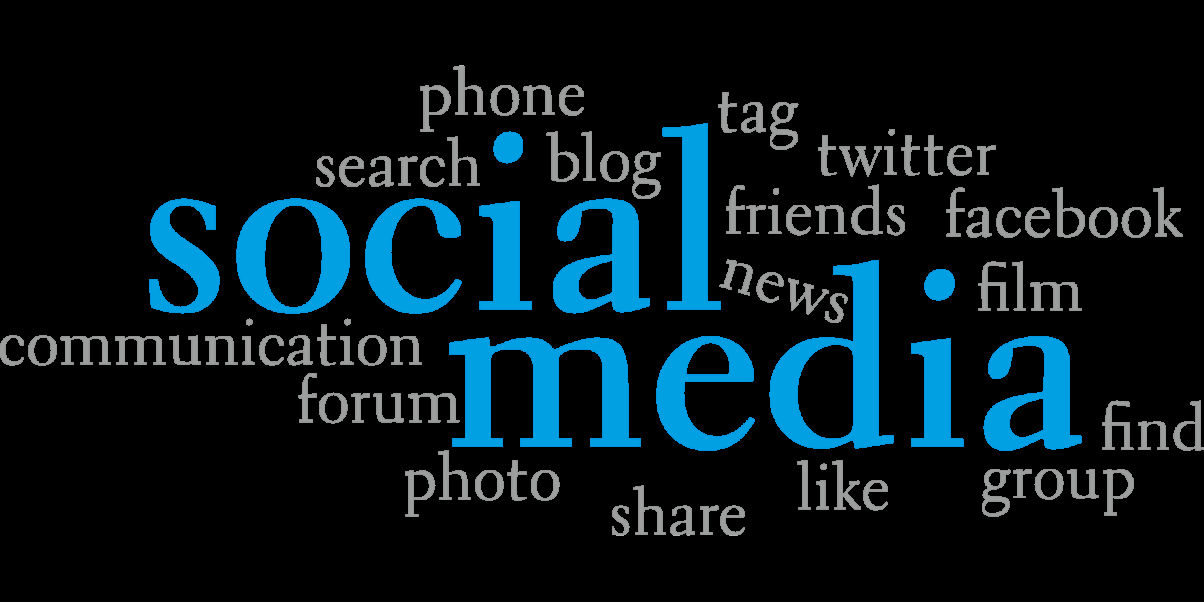 phone
tag
search
blog
twitter
social
friends
facebook
news
film
communication
media
forum
find
photo
like
group
share